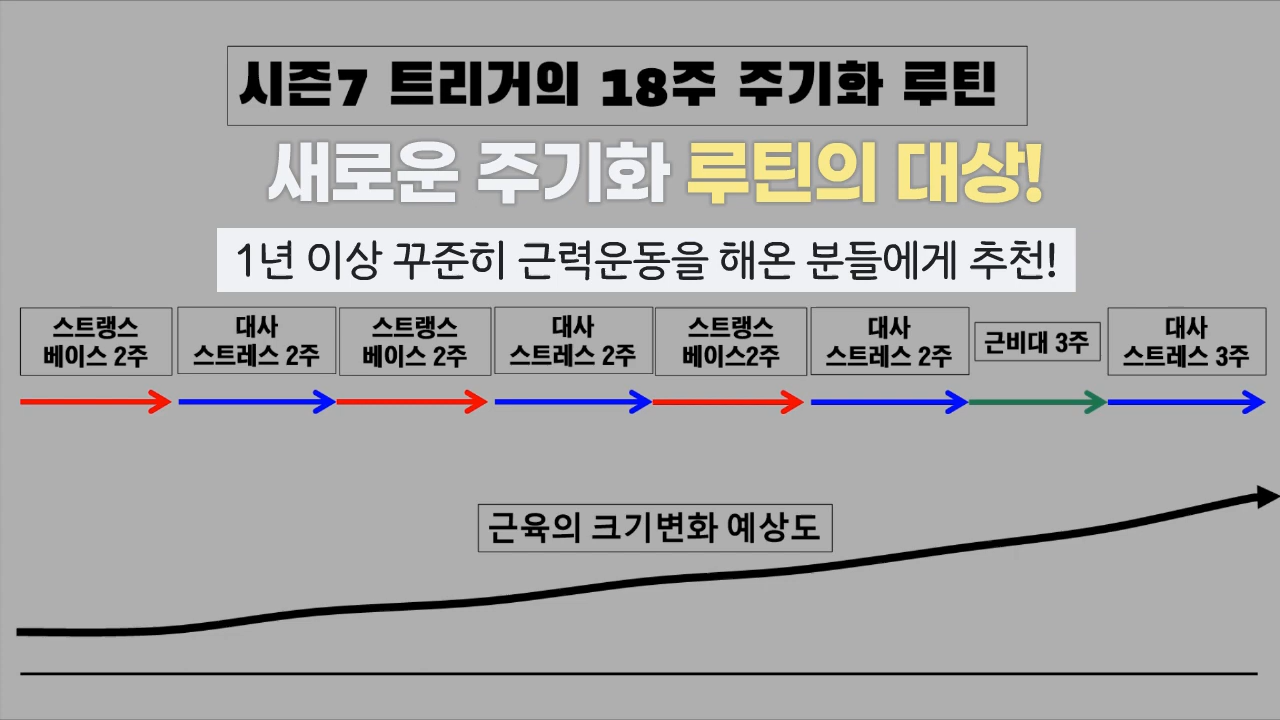 시즌7 트리거의 18주 주기화 루틴
새로운 주기화 루틴의 대상!
1년 이상 꾸준히 근력운동을 해온 분들에게 추천!
스트랭스
베이스 2주
대사
스트레스 2주
스트랭스
베이스 2주
대사
스트레스 2주
스트랭스
베이스2주
대사
스트레스 2주
근비대 3주
대사
스트레스 3주
근육의 크기변화 예상도